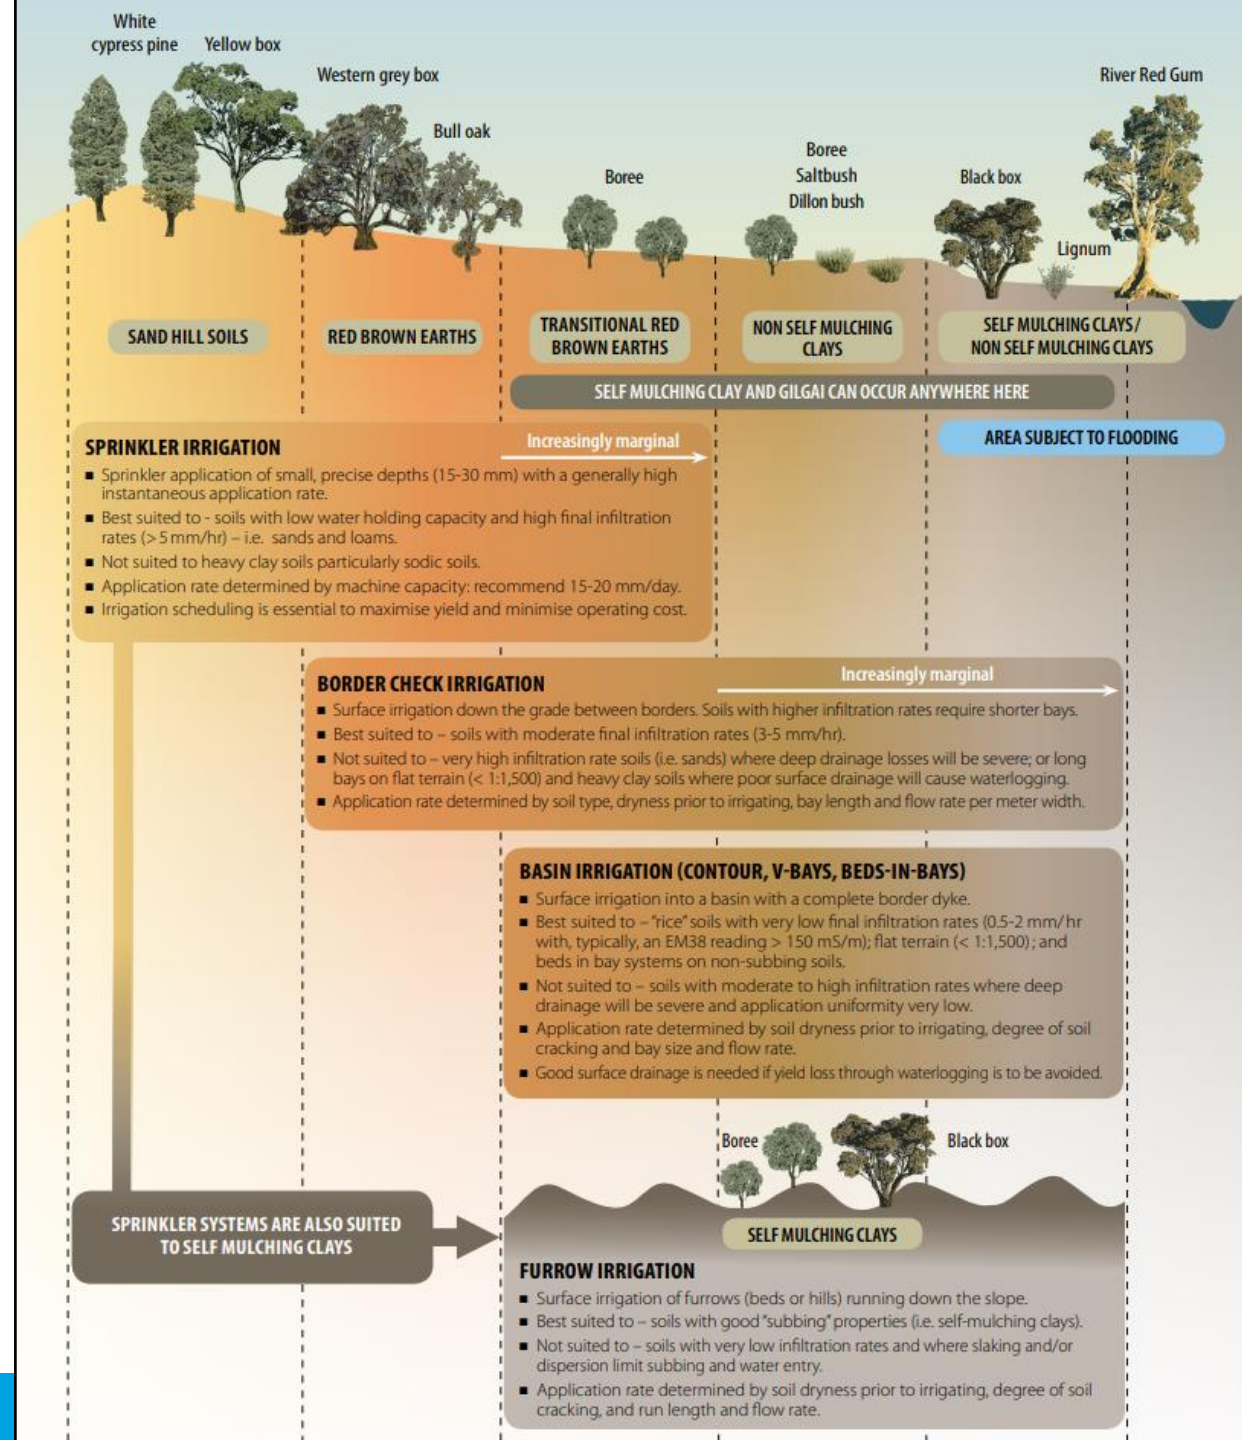 White
cypress pine
Yellow box
Western grey box
Bull oak
Boree
Boree
Saltbush
Dillon bush
Black box
Lignum
River Red Gum
SAND HILL SOILS
RED BROWN EARTHS
TRANSITIONAL RED
BROWN EARTHS
NON SELF MULCHING
CLAYS
SELF MULCHING CLAYS/
NON SELF MULCHING CLAYS
SELF MULCHING CLAY AND GILGAI CAN OCCUR ANYWHERE HERE
AREA SUBJECT TO FLOODING
SPRINKLER IRRIGATION
Increasingly marginal
■ Sprinkler application of small, precise depths (15-30 mm) with a generally high
instantaneous application rate.
■ Best suited to - soils with low water holding capacity and high final infiltration
rates (>5 mm/hr) – i.e. sands and loams.
■ Not suited to heavy clay soils particularly sodic soils.
■ Application rate determined by machine capacity: recommend 15-20 mm/day.
■ Irrigation scheduling is essential to maximise yield and minimise operating cost.
BORDER CHECK IRRIGATION
Increasingly marginal
■ Surface irrigation down the grade between borders. Soils with higher infiltration rates require shorter bays.
■ Best suited to – soils with moderate final infiltration rates (3-5 mm/hr).
■ Not suited to – very high infiltration rate soils (i.e. sands) where deep drainage losses will be severe; or long
bays on flat terrain (< 1:1,500) and heavy clay soils where poor surface drainage will cause waterlogging.
■ Application rate determined by soil type, dryness prior to irrigating, bay length and flow rate per meter width.
BASIN IRRIGATION (CONTOUR, V-BAYS, BEDS-IN-BAYS)
■ Surface irrigation into a basin with a complete border dyke.
■ Best suited to – "rice" soils with very low final infiltration rates (0.5-2 mm/hr
with, typically, an EM38 reading > 150 mS/m); flat terrain (< 1:1,500); and
beds in bay systems on non-subbing soils.
■ Not suited to – soils with moderate to high infiltration rates where deep
drainage will be severe and application uniformity very low.
■ Application rate determined by soil dryness prior to irrigating, degree of soil
cracking and bay size and flow rate.
■ Good surface drainage is needed if yield loss through waterlogging is to be avoided.
Boree
Black box
SPRINKLER SYSTEMS ARE ALSO SUITED
TO SELF MULCHING CLAYS
SELF MULCHING CLAYS
FURROW IRRIGATION
■ Surface irrigation of furrows (beds or hills) running down the slope.
■ Best suited to – soils with good "subbing" properties (i.e. self-mulching clays).
■ Not suited to – soils with very low infiltration rates and where slaking and/or
dispersion limit subbing and water entry.
■ Application rate determined by soil dryness prior to irrigating, degree of soil
cracking, and run length and flow rate.